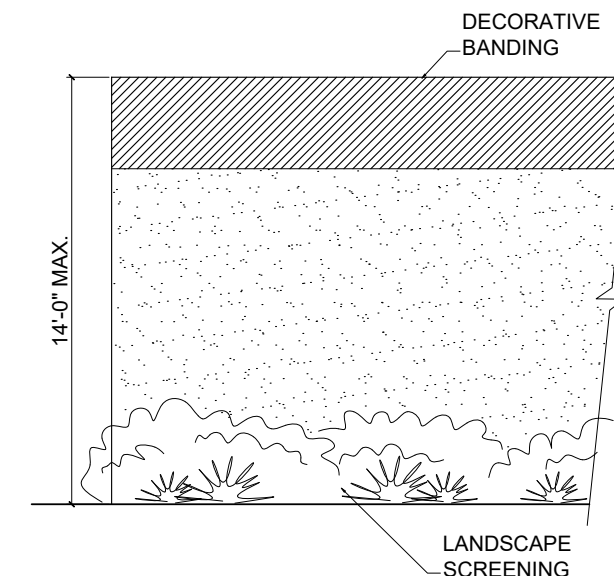 DECORATIVE
BANDING
14'-0" MAX.
LANDSCAPE
SCREENING